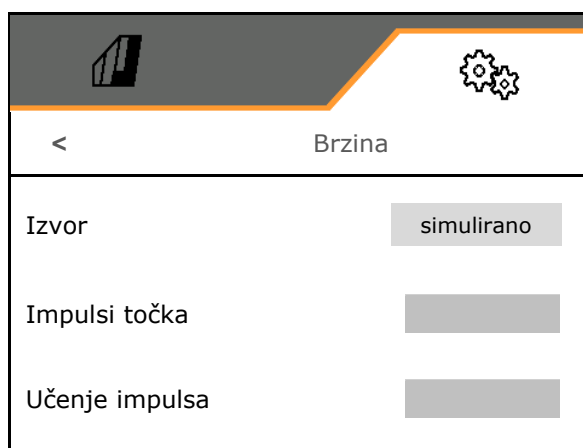 < Brzina
Izvor simulirano
Impulsi točka
Učenje impulsa